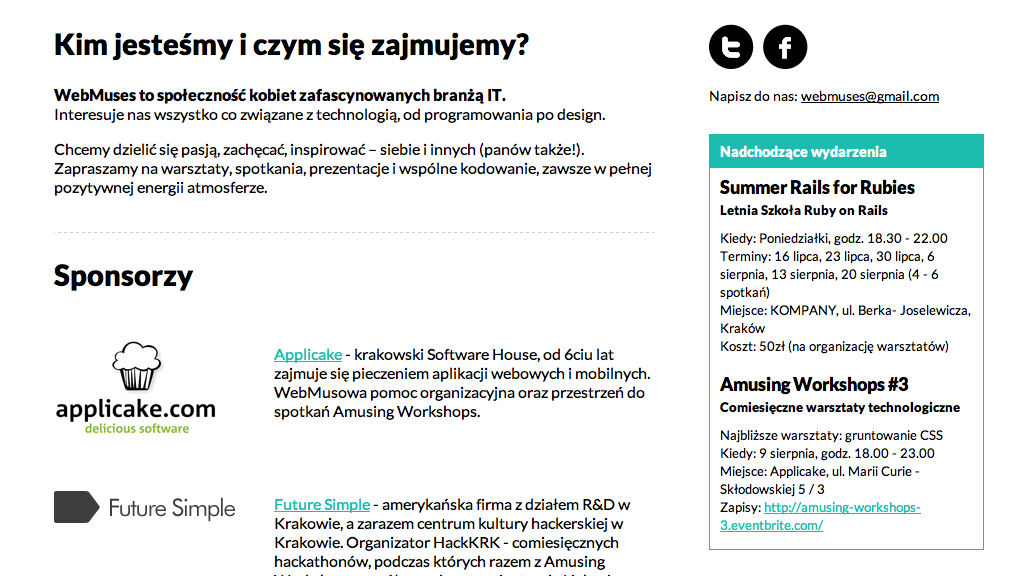 Kim jesteśmy i czym się zajmujemy?
WebMuses to społeczność kobiet zafascynowanych branżą IT.
Interesuje nas wszystko co związane z technologią, od programowania po design.
Chcemy dzielić się pasją, zachęcać, inspirować – siebie i innych (panów także!).
Zapraszamy na warsztaty, spotkania, prezentacje i wspólne kodowanie, zawsze w pełnej
pozytywnej energii atmosferze.
Sponsorzy
applicake.com
delicious software
Applicake - krakowski Software House, od 6ciu lat
zajmuje się pieczeniem aplikacji webowych i mobilnych.
WebMusowa pomoc organizacyjna oraz przestrzeń do
spotkań Amusing Workshops.
Future Simple
Future Simple - amerykańska firma z działem R&D w
Krakowie, a zarazem centrum kultury hackerskiej w
Krakowie. Organizator HackKRK - comiesięcznych
hackathonów, podczas których razem z Amusing
Napisz do nas: webmuses@gmail.com
Nadchodzące wydarzenia
Summer Rails for Rubies
Letnia Szkoła Ruby on Rails
Kiedy: Poniedziałki, godz. 18.30 - 22.00
Terminy: 16 lipca, 23 lipca, 30 lipca, 6
sierpnia, 13 sierpnia, 20 sierpnia (4 - 6
spotkań)
Miejsce: KOMPANY, ul. Berka- Joselewicza,
Kraków
Koszt: 50zł (na organizację warsztatów)
Amusing Workshops #3
Comiesięczne warsztaty technologiczne
Najbliższe warsztaty: gruntowanie CSS
Kiedy: 9 sierpnia, godz. 18.00 - 23.00
Miejsce: Applicake, ul. Marii Curie -
Skłodowskiej 5 / 3
Zapisy: http://amusing-workshops-
3.eventbrite.com/